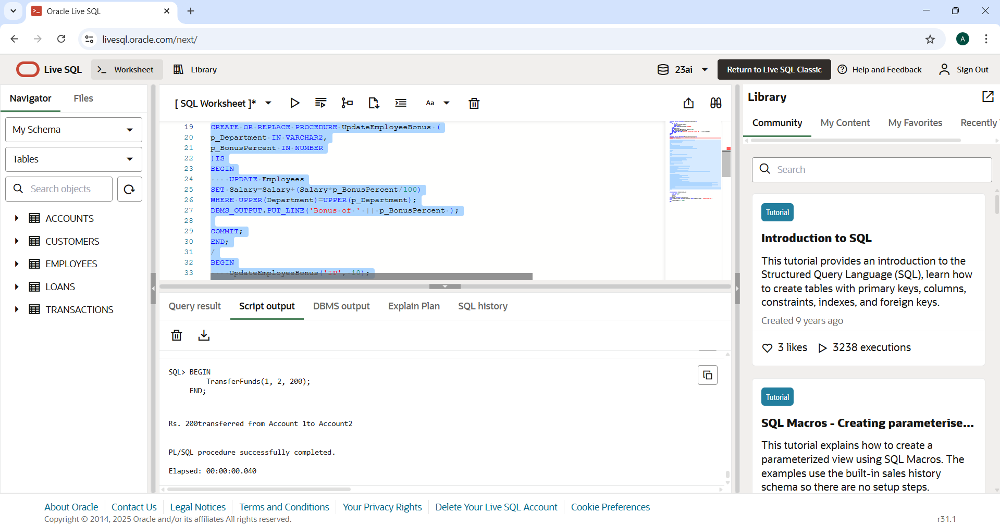 Oracle Live SQL
livesql.oracle.com/next/
A
Live SQL
Worksheet
Library
23ai
Return to Live SQL Classic
Help and Feedback
Sign Out
Navigator
Files
My Schema
Tables
Search objects
ACCOUNTS
CUSTOMERS
EMPLOYEES
LOANS
TRANSACTIONS
[ SQL Worksheet ]*
Aa
19 CREATE OR REPLACE PROCEDURE UpdateEmployeeBonus (
20 p_Department IN VARCHAR2,
21 p_BonusPercent IN NUMBER
22 )IS
23 BEGIN
24 UPDATE Employees
25 SET Salary=Salary+(Salary*p_BonusPercent/100)
26 WHERE UPPER(Department)=UPPER(p_Department);
27 DBMS_OUTPUT.PUT_LINE('Bonus of ' || p_BonusPercent );
28
29 COMMIT;
30 END;
31 /
32 BEGIN
33 UpdateEmployeeBonus('IT', 10);
Query result
Script output
DBMS output
Explain Plan
SQL history
SQL> BEGIN
TransferFunds(1, 2, 200);
END;
Rs. 200transferred from Account 1to Account2
PL/SQL procedure successfully completed.
Elapsed: 00:00:00.040
Library
Community
My Content
My Favorites
Recently
Search
Tutorial
Introduction to SQL
This tutorial provides an introduction to the
Structured Query Language (SQL), learn how
to create tables with primary keys, columns,
constraints, indexes, and foreign keys.
Created 9 years ago
3 likes
3238 executions
Tutorial
SQL Macros - Creating parameterise...
This tutorial explains how to create a
parameterized view using SQL Macros. The
examples use the built-in sales history
schema so there are no setup steps.
About Oracle
Contact Us
Legal Notices
Terms and Conditions
Your Privacy Rights
Delete Your Live SQL Account
Cookie Preferences
Copyright © 2014, 2025 Oracle and/or its affiliates All rights reserved.
r31.1